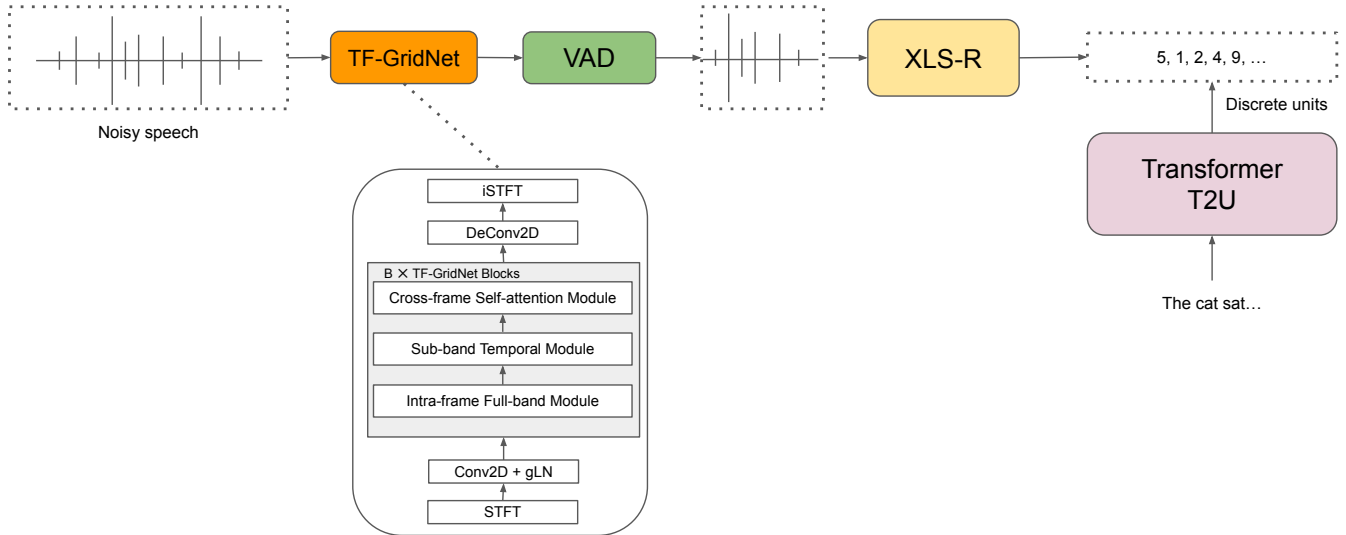 TF-GridNet
VAD
XLS-R
5, 1, 2, 4, 9, …
Noisy speech
Discrete units
Transformer
T2U
The cat sat…
iSTFT
DeConv2D
B × TF-GridNet Blocks
Cross-frame Self-attention Module
Sub-band Temporal Module
Intra-frame Full-band Module
Conv2D + gLN
STFT